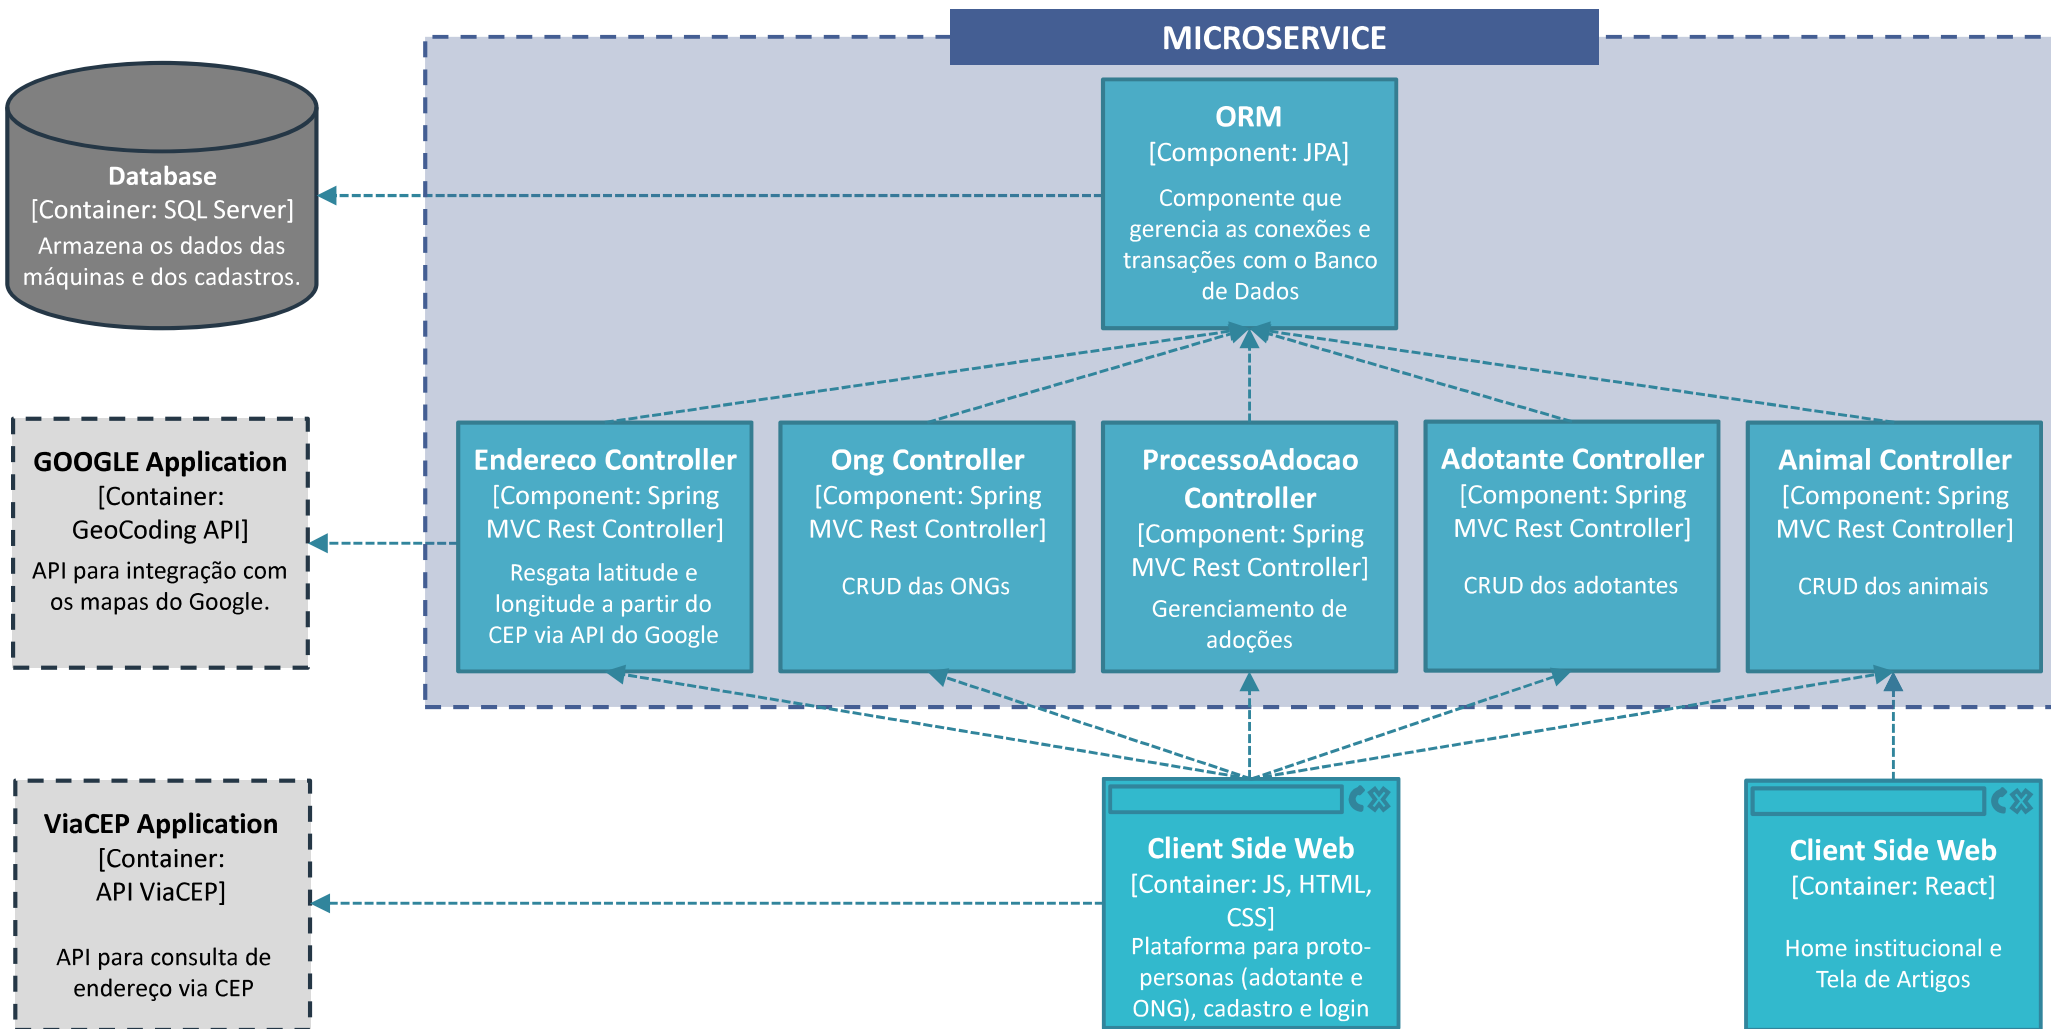 MICROSERVICE
ORM
[Component: JPA]
Componente que
gerencia as conexões e
transações com o Banco
de Dados
Database
[Container: SQL Server]
Armazena os dados das
máquinas e dos cadastros.
GOOGLE Application
[Container:
GeoCoding API]
API para integração com
os mapas do Google.
Endereco Controller
[Component: Spring
MVC Rest Controller]
Resgata latitude e
longitude a partir do
CEP via API do Google
Ong Controller
[Component: Spring
MVC Rest Controller]
CRUD das ONGs
ProcessoAdocao
Controller
[Component: Spring
MVC Rest Controller]
Gerenciamento de
adoções
Adotante Controller
[Component: Spring
MVC Rest Controller]
CRUD dos adotantes
Animal Controller
[Component: Spring
MVC Rest Controller]
CRUD dos animais
ViaCEP Application
[Container:
API ViaCEP]
API para consulta de
endereço via CEP
Client Side Web
[Container: JS, HTML,
CSS]
Plataforma para proto-
personas (adotante e
ONG), cadastro e login
Client Side Web
[Container: React]
Home institucional e
Tela de Artigos